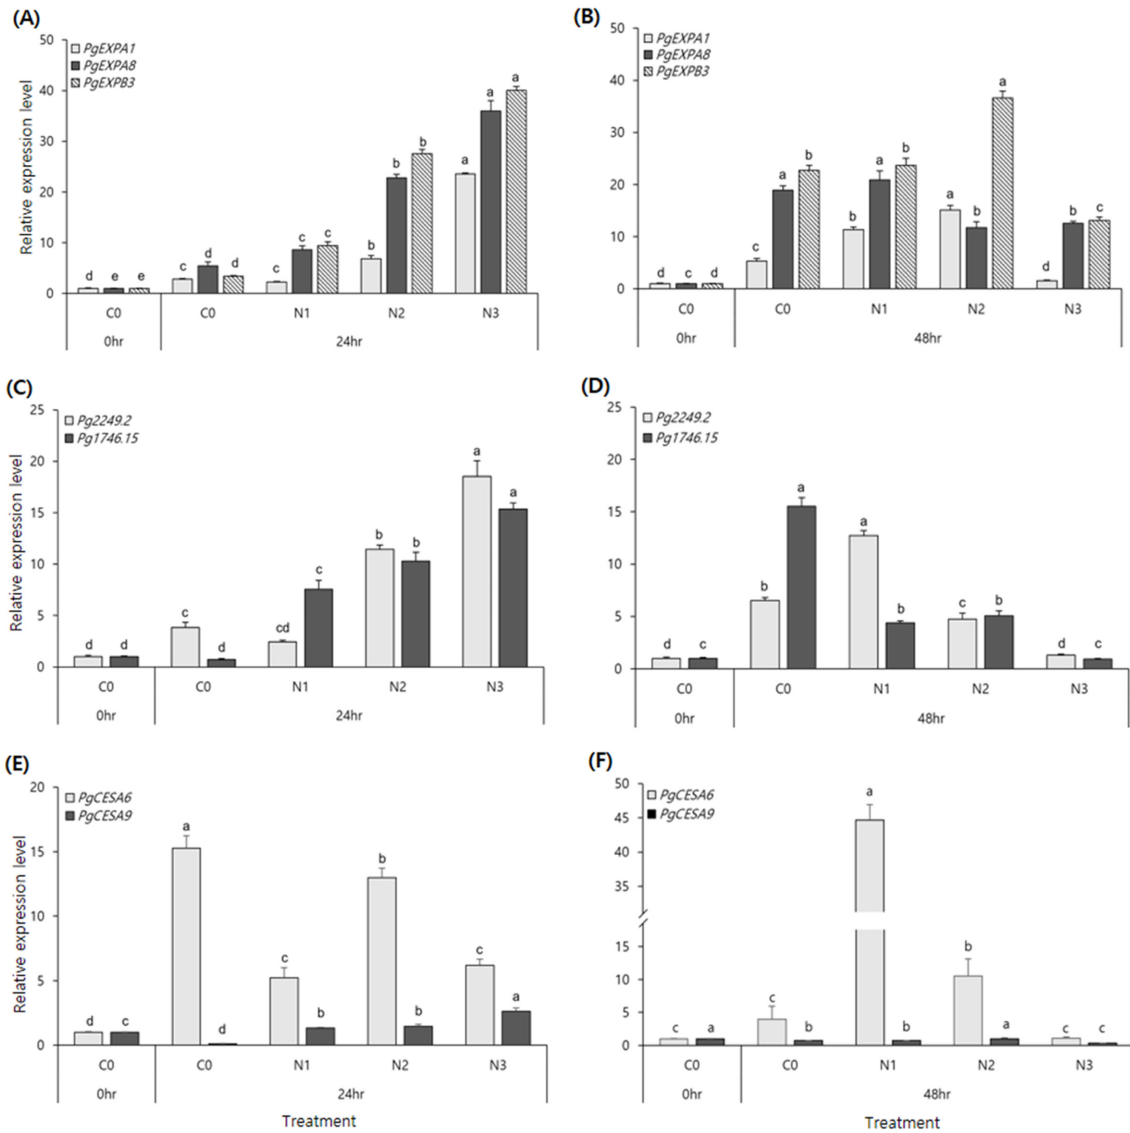 (A)
50
40
30
20
10
0
Relative expression level
PgEXPA1
PgEXPA8
PgEXPB3
d e e
c d d
c c c
b b b
a a a
C0 C0 N1 N2 N3
0hr 24hr
(B)
50
40
30
20
10
0
PgEXPA1
PgEXPA8
PgEXPB3
d c d
c a b
b a b
a b a
d b c
C0 C0 N1 N2 N3
0hr 48hr
(C)
25
20
15
10
5
0
Relative expression level
Pg2249.2
Pg1746.15
d d
c d
cd c
b b
a a
C0 C0 N1 N2 N3
0hr 24hr
(D)
25
20
15
10
5
0
Pg2249.2
Pg1746.15
d c
b a
a b
c b
d c
C0 C0 N1 N2 N3
0hr 48hr
(E)
20
15
10
5
0
Relative expression level
PgCESA6
PgCESA9
d c
a d
c b
b b
c a
C0 C0 N1 N2 N3
0hr 24hr
Treatment
(F)
50
45
40
35
15
10
5
0
PgCESA6
PgCESA9
c a
c b
a b
b a
c c
C0 C0 N1 N2 N3
0hr 48hr
Treatment